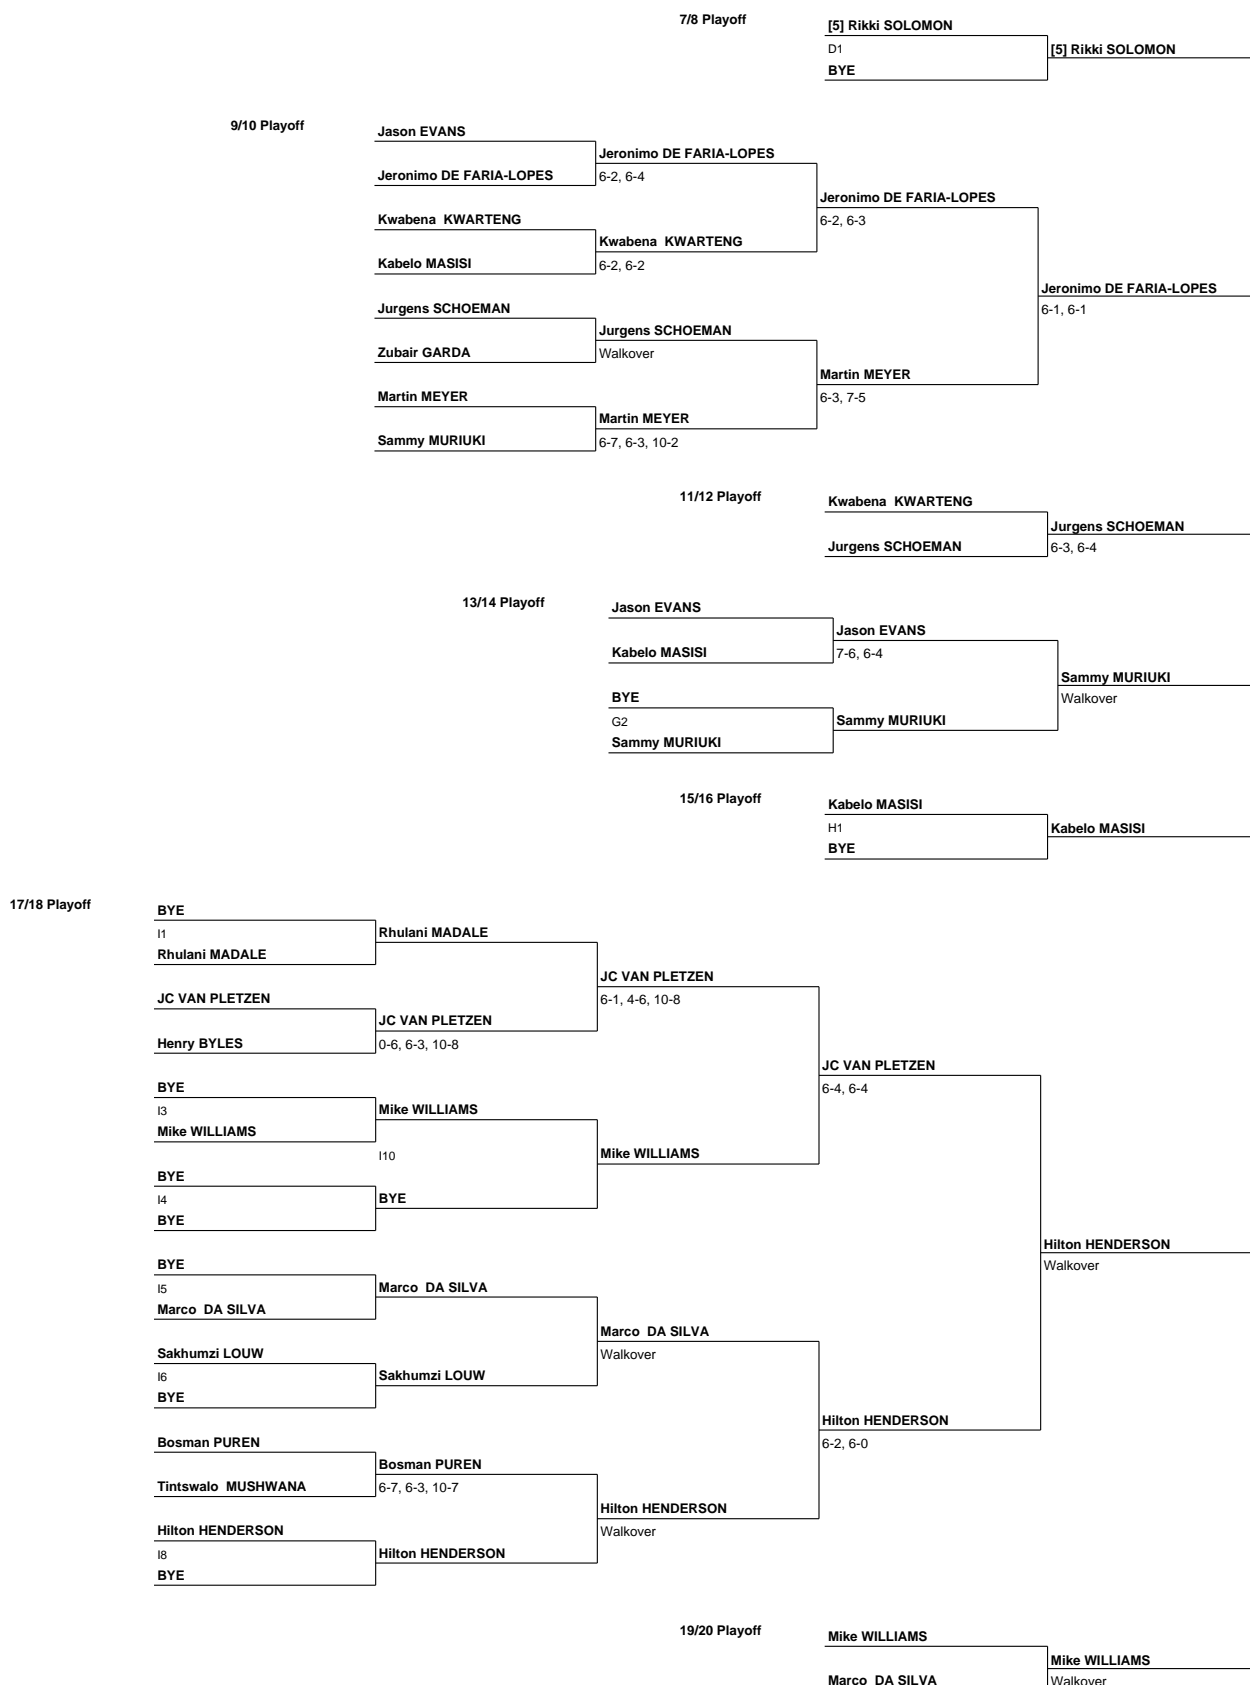 7/8 Playoff
[5] Rikki SOLOMON
D1
[5] Rikki SOLOMON
BYE
9/10 Playoff
Jason EVANS
Jeronimo DE FARIA-LOPES
Jeronimo DE FARIA-LOPES
6-2, 6-4
Jeronimo DE FARIA-LOPES
6-2, 6-3
Kwabena  KWARTENG
Kwabena  KWARTENG
Kabelo MASISI
6-2, 6-2
Jeronimo DE FARIA-LOPES
6-1, 6-1
Jurgens SCHOEMAN
Jurgens SCHOEMAN
Zubair GARDA
Walkover
Martin MEYER
6-3, 7-5
Martin MEYER
Martin MEYER
Sammy MURIUKI
6-7, 6-3, 10-2
11/12 Playoff
Kwabena  KWARTENG
Jurgens SCHOEMAN
Jurgens SCHOEMAN
6-3, 6-4
13/14 Playoff
Jason EVANS
Jason EVANS
Kabelo MASISI
7-6, 6-4
Sammy MURIUKI
Walkover
BYE
G2
Sammy MURIUKI
Sammy MURIUKI
15/16 Playoff
Kabelo MASISI
H1
Kabelo MASISI
BYE
17/18 Playoff
BYE
I1
Rhulani MADALE
Rhulani MADALE
JC VAN PLETZEN
6-1, 4-6, 10-8
JC VAN PLETZEN
JC VAN PLETZEN
Henry BYLES
0-6, 6-3, 10-8
JC VAN PLETZEN
6-4, 6-4
BYE
I3
Mike WILLIAMS
Mike WILLIAMS
I10
Mike WILLIAMS
BYE
I4
BYE
BYE
Hilton HENDERSON
Walkover
BYE
I5
Marco  DA SILVA
Marco  DA SILVA
Marco  DA SILVA
Walkover
Sakhumzi LOUW
I6
Sakhumzi LOUW
BYE
Hilton HENDERSON
6-2, 6-0
Bosman PUREN
Bosman PUREN
Tintswalo  MUSHWANA
6-7, 6-3, 10-7
Hilton HENDERSON
Walkover
Hilton HENDERSON
I8
Hilton HENDERSON
BYE
19/20 Playoff
Mike WILLIAMS
Mike WILLIAMS
Marco  DA SILVA
Walkover